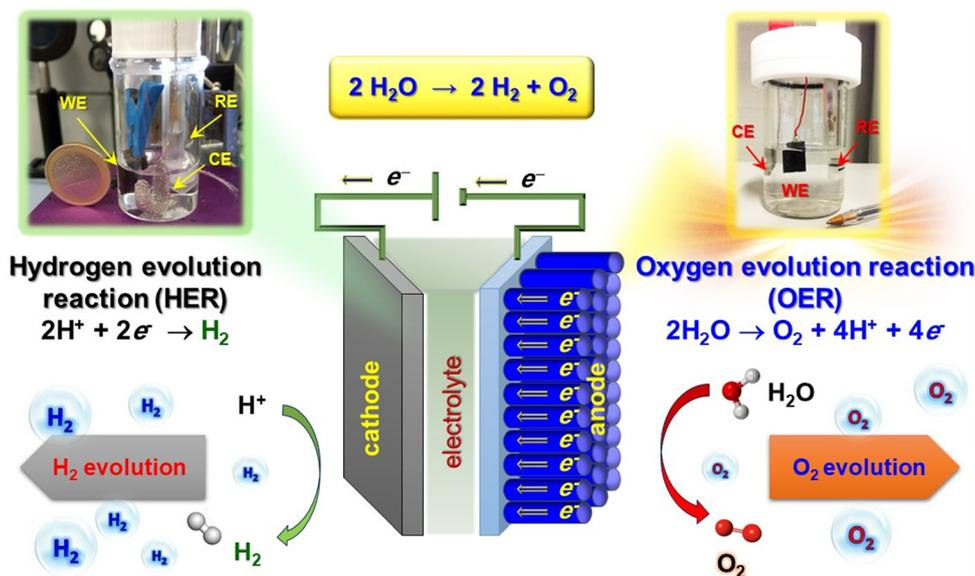 2 H₂O → 2 H₂ + O₂
WE
RE
CE
CE
RE
WE
← e⁻
← e⁻
Hydrogen evolution
reaction (HER)
2H⁺ + 2e⁻ → H₂
Oxygen evolution reaction
(OER)
2H₂O → O₂ + 4H⁺ + 4e⁻
cathode
electrolyte
anode
⇐ e⁻
⇐ e⁻
⇐ e⁻
⇐ e⁻
⇐ e⁻
⇐ e⁻
⇐ e⁻
⇐ e⁻
⇐ e⁻
⇐ e⁻
H₂
H₂
H⁺
H₂ evolution
H₂
H₂
H₂
H₂
H₂
H₂O
O₂
O₂
O₂
O₂ evolution
O₂
O₂